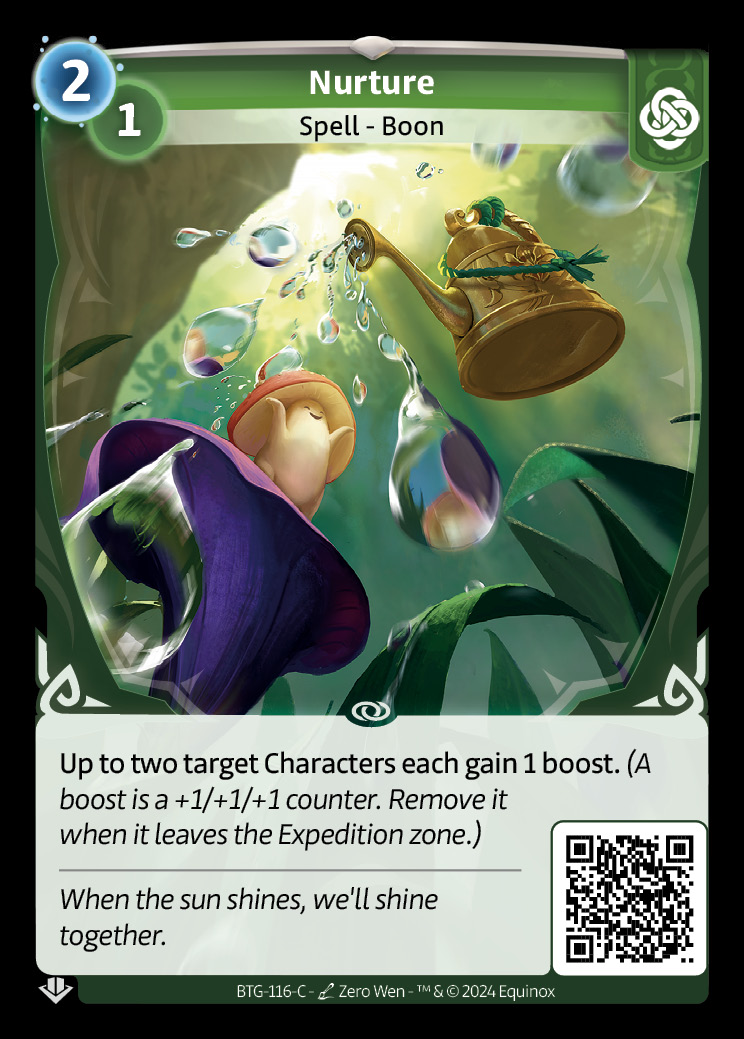 2
Nurture
1
Spell - Boon
Up to two target Characters each gain 1 boost. (A
boost is a +1/+1/+1 counter. Remove it
when it leaves the Expedition zone.)
When the sun shines, we'll shine
together.
BTG-116-C - Zero Wen - ™ & © 2024 Equinox